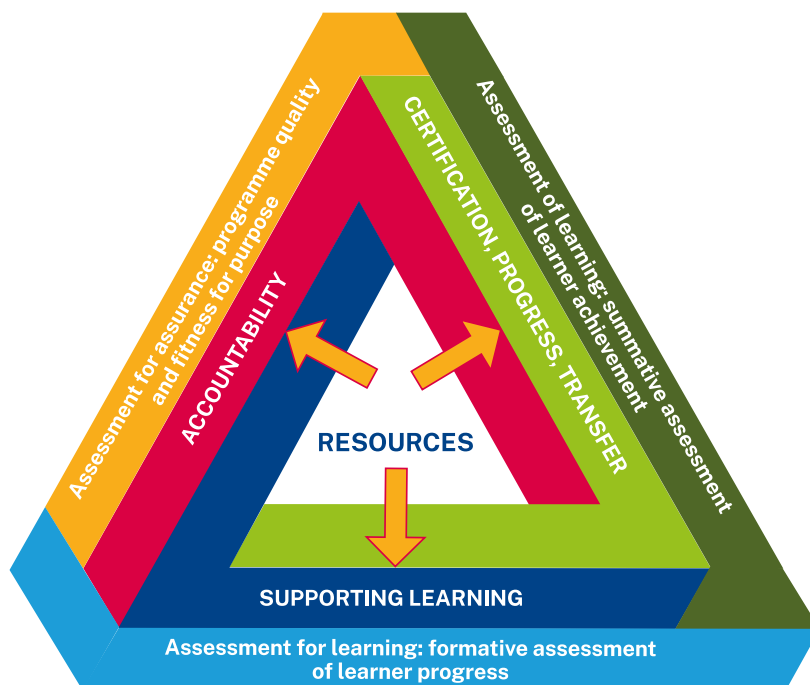 Assessment for assurance: programme quality
and fitness for purpose
ACCOUNTABILITY
CERTIFICATION, PROGRESS, TRANSFER
Assessment of learning: summative assessment
of learner achievement
RESOURCES
SUPPORTING LEARNING
Assessment for learning: formative assessment
of learner progress